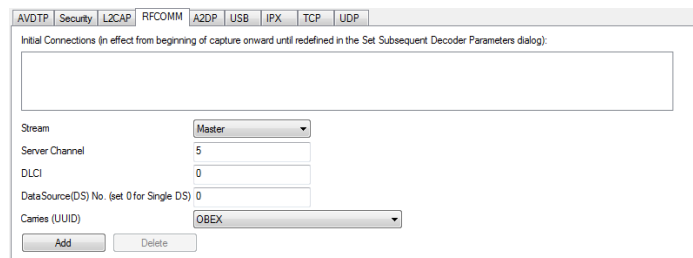 AVDTP Security L2CAP RFCOMM A2DP USB IPX TCP UDP
Initial Connections (in effect from beginning of capture onward until redefined in the Set Subsequent Decoder Parameters dialog):
Stream Master
Server Channel 5
DLCI 0
DataSource(DS) No. (set 0 for Single DS) 0
Carries (UUID) OBEX
Add Delete